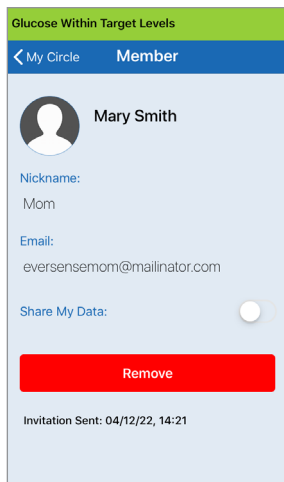 Glucose Within Target Levels
My Circle Member
Mary Smith
Nickname:
Mom
Email:
eversensemom@mailinator.com
Share My Data:
Remove
Invitation Sent: 04/12/22, 14:21